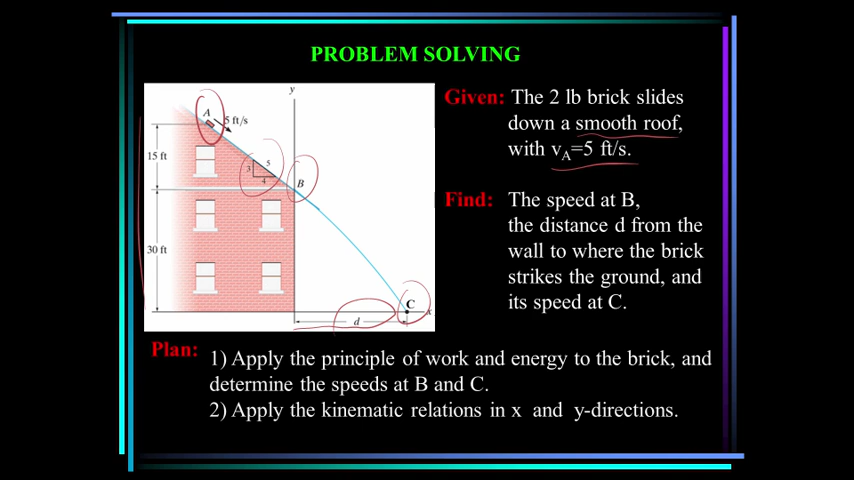 PROBLEM SOLVING
y
A
5 ft/s
15 ft
3
5
4
B
30 ft
C
x
d
Given: The 2 lb brick slides
down a smooth roof,
with vA=5 ft/s.
Find: The speed at B,
the distance d from the
wall to where the brick
strikes the ground, and
its speed at C.
Plan: 1) Apply the principle of work and energy to the brick, and
determine the speeds at B and C.
2) Apply the kinematic relations in x and y-directions.